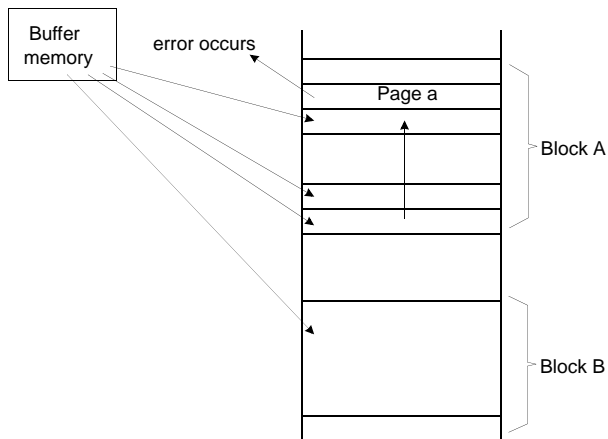 Buffer
memory
error occurs
Page a
Block A
Block B